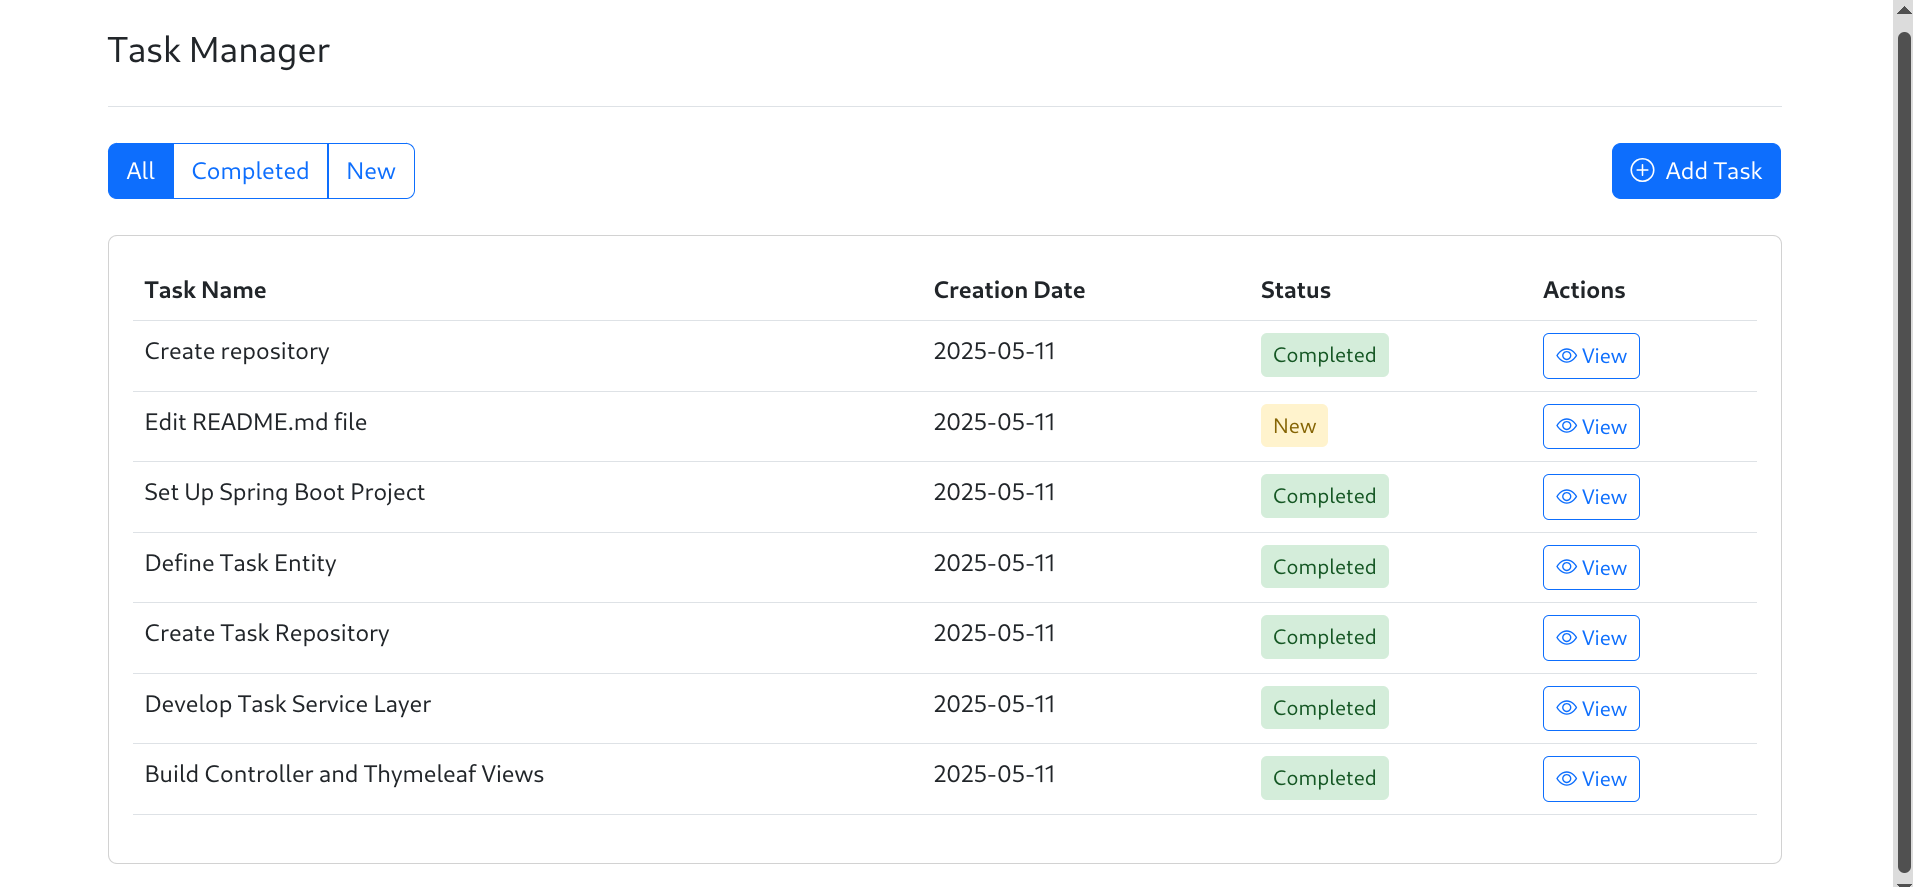 Task Manager
All Completed New Add Task
Task Name Creation Date Status Actions
Create repository 2025-05-11 Completed View
Edit README.md file 2025-05-11 New View
Set Up Spring Boot Project 2025-05-11 Completed View
Define Task Entity 2025-05-11 Completed View
Create Task Repository 2025-05-11 Completed View
Develop Task Service Layer 2025-05-11 Completed View
Build Controller and Thymeleaf Views 2025-05-11 Completed View